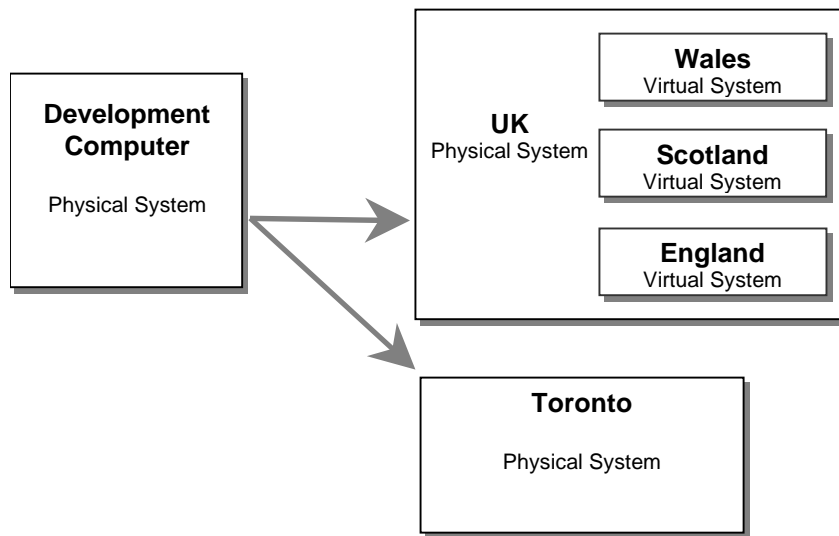 Development
Computer
Physical System
UK
Physical System
Wales
Virtual System
Scotland
Virtual System
England
Virtual System
Toronto
Physical System